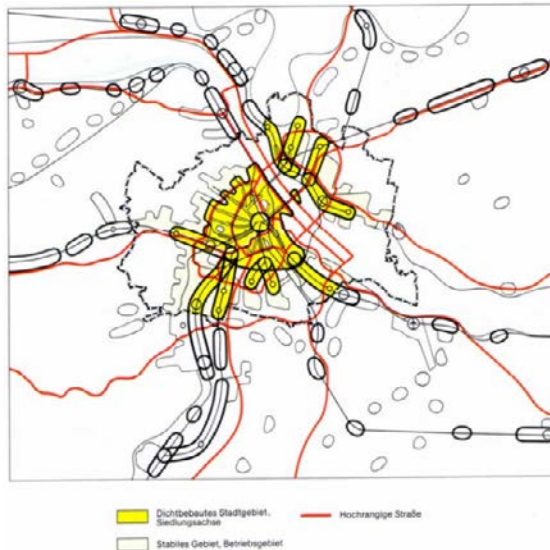 Dichtbebautes Stadtgebiet,
Siedlungsachse
Hochrangige Straße
Stabiles Gebiet, Betriebsgebiet